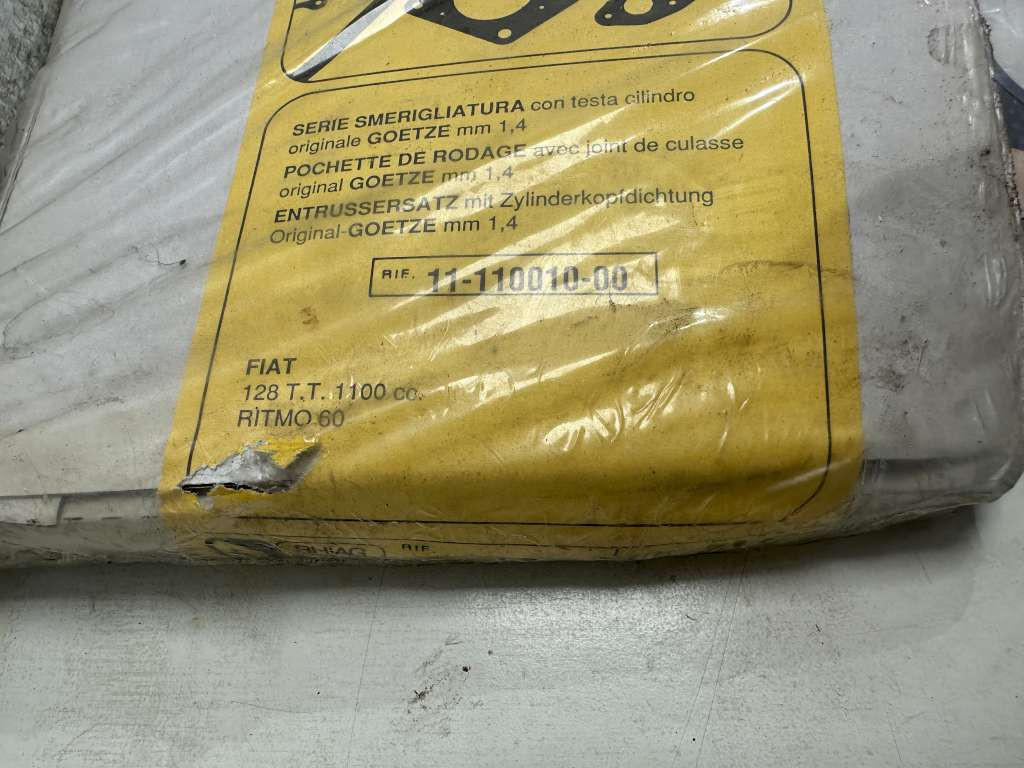 SERIE SMERIGLIATURA con testa cilindro
originale GOETZE mm 1,4
POCHETTE DE RODAGE avec joint de culasse
original GOETZE mm 1,4
ENTRUSSERSATZ mit Zylinderkopfdichtung
Original-GOETZE mm 1,4
RIF. 11-110010-00
FIAT
128 T.T. 1100 cc.
RITMO 60
RHIAG RIF.